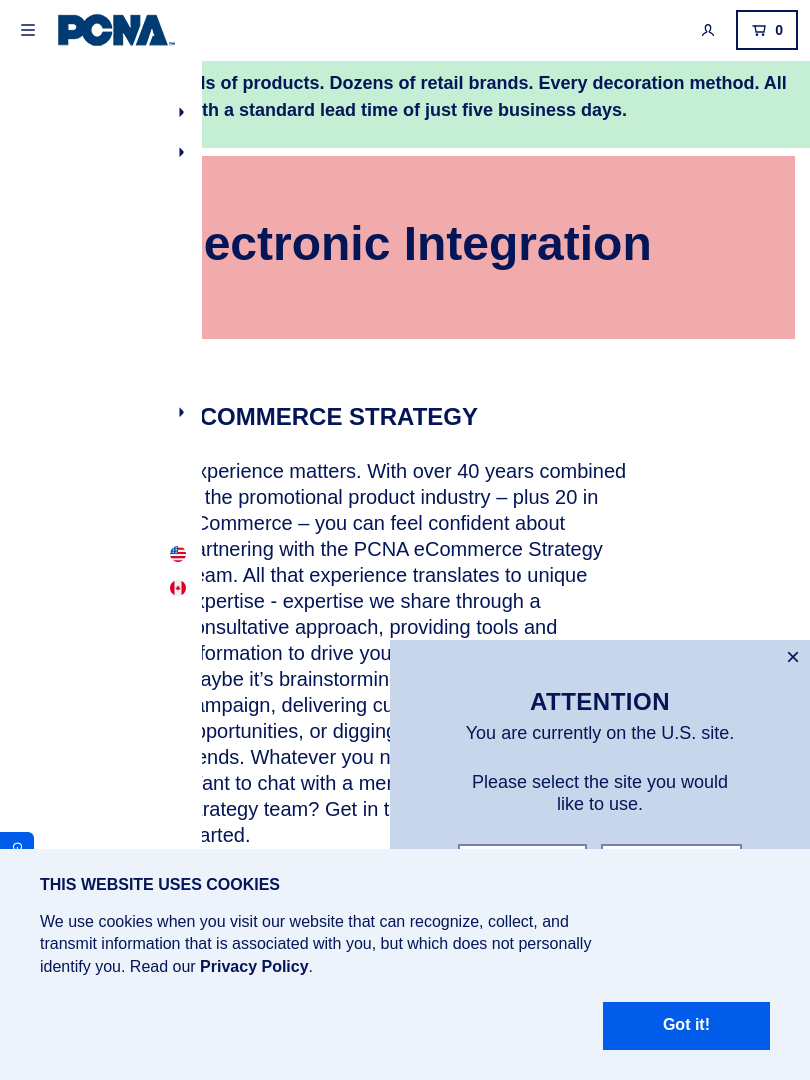 PCNA
0
ls of products. Dozens of retail brands. Every decoration method. All
th a standard lead time of just five business days.
ectronic Integration
COMMERCE STRATEGY
xperience matters. With over 40 years combined
the promotional product industry – plus 20 in
Commerce – you can feel confident about
artnering with the PCNA eCommerce Strategy
eam. All that experience translates to unique
xpertise - expertise we share through a
onsultative approach, providing tools and
formation to drive you
aybe it's brainstormin
ampaign, delivering cu
pportunities, or digging
ends. Whatever you n
ant to chat with a me
rategy team? Get in t
arted.
ATTENTION
You are currently on the U.S. site.
Please select the site you would
like to use.
THIS WEBSITE USES COOKIES
We use cookies when you visit our website that can recognize, collect, and
transmit information that is associated with you, but which does not personally
identify you. Read our Privacy Policy.
Got it!